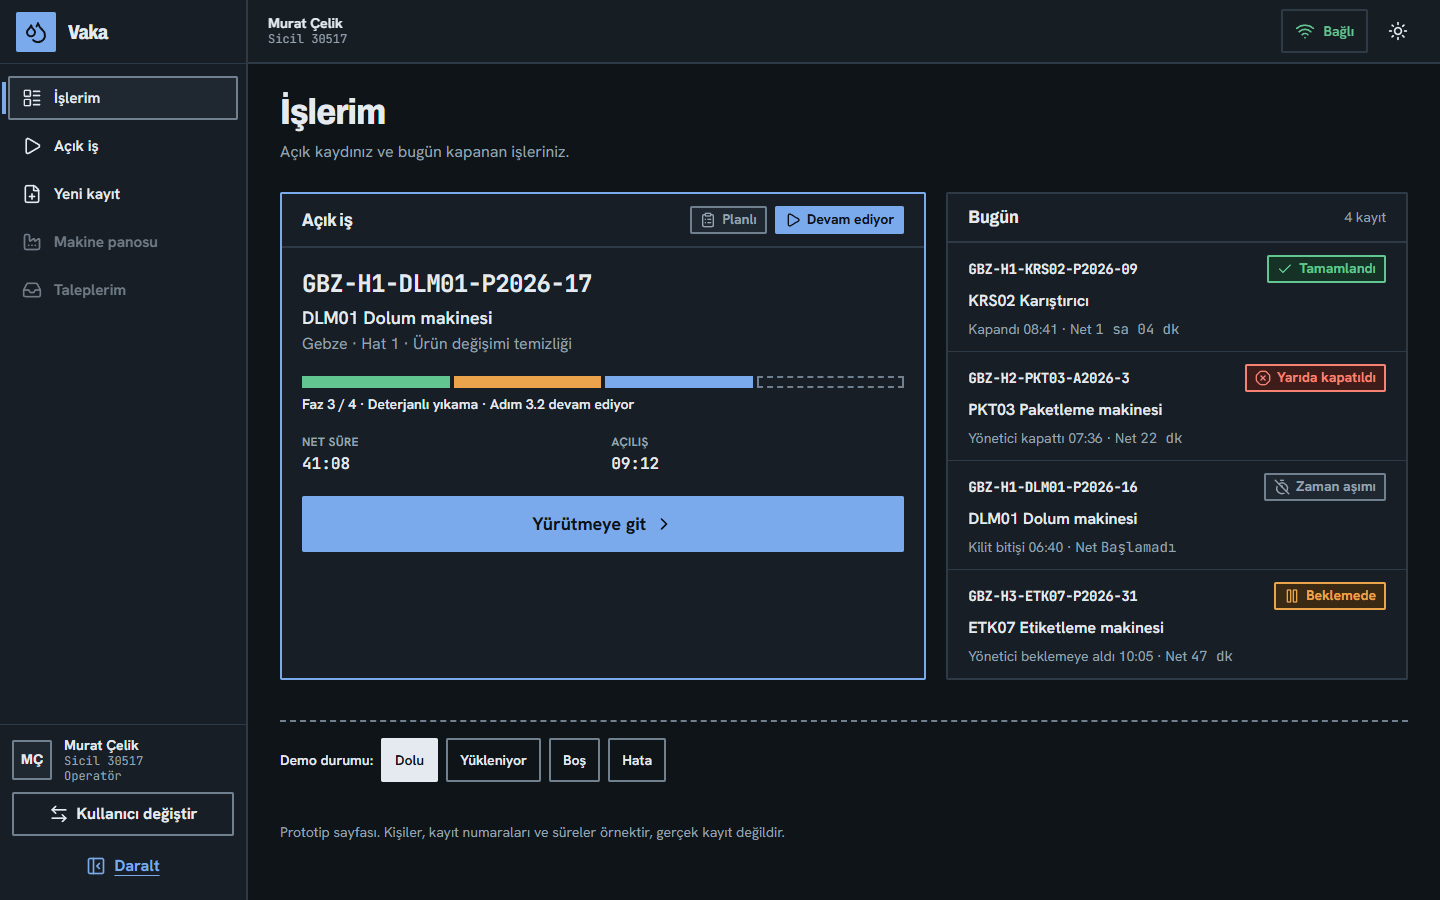 Vaka
Murat Çelik
Sicil 30517
Bağlı
İşlerim
Açık iş
Yeni kayıt
Makine panosu
Taleplerim
İşlerim
Açık kaydınız ve bugün kapanan işleriniz.
Açık iş
Planlı
Devam ediyor
GBZ-H1-DLM01-P2026-17
DLM01 Dolum makinesi
Gebze · Hat 1 · Ürün değişimi temizliği
Faz 3 / 4 · Deterjanlı yıkama · Adım 3.2 devam ediyor
NET SÜRE
41:08
AÇILIŞ
09:12
Yürütmeye git
Bugün
4 kayıt
GBZ-H1-KRS02-P2026-09
Tamamlandı
KRS02 Karıştırıcı
Kapandı 08:41 · Net 1 sa 04 dk
GBZ-H2-PKT03-A2026-3
Yarıda kapatıldı
PKT03 Paketleme makinesi
Yönetici kapattı 07:36 · Net 22 dk
GBZ-H1-DLM01-P2026-16
Zaman aşımı
DLM01 Dolum makinesi
Kilit bitişi 06:40 · Net Başlamadı
GBZ-H3-ETK07-P2026-31
Beklemede
ETK07 Etiketleme makinesi
Yönetici beklemeye aldı 10:05 · Net 47 dk
Demo durumu:
Dolu
Yükleniyor
Boş
Hata
Prototip sayfası. Kişiler, kayıt numaraları ve süreler örnektir, gerçek kayıt değildir.
MÇ
Murat Çelik
Sicil 30517
Operatör
Kullanıcı değiştir
Daralt